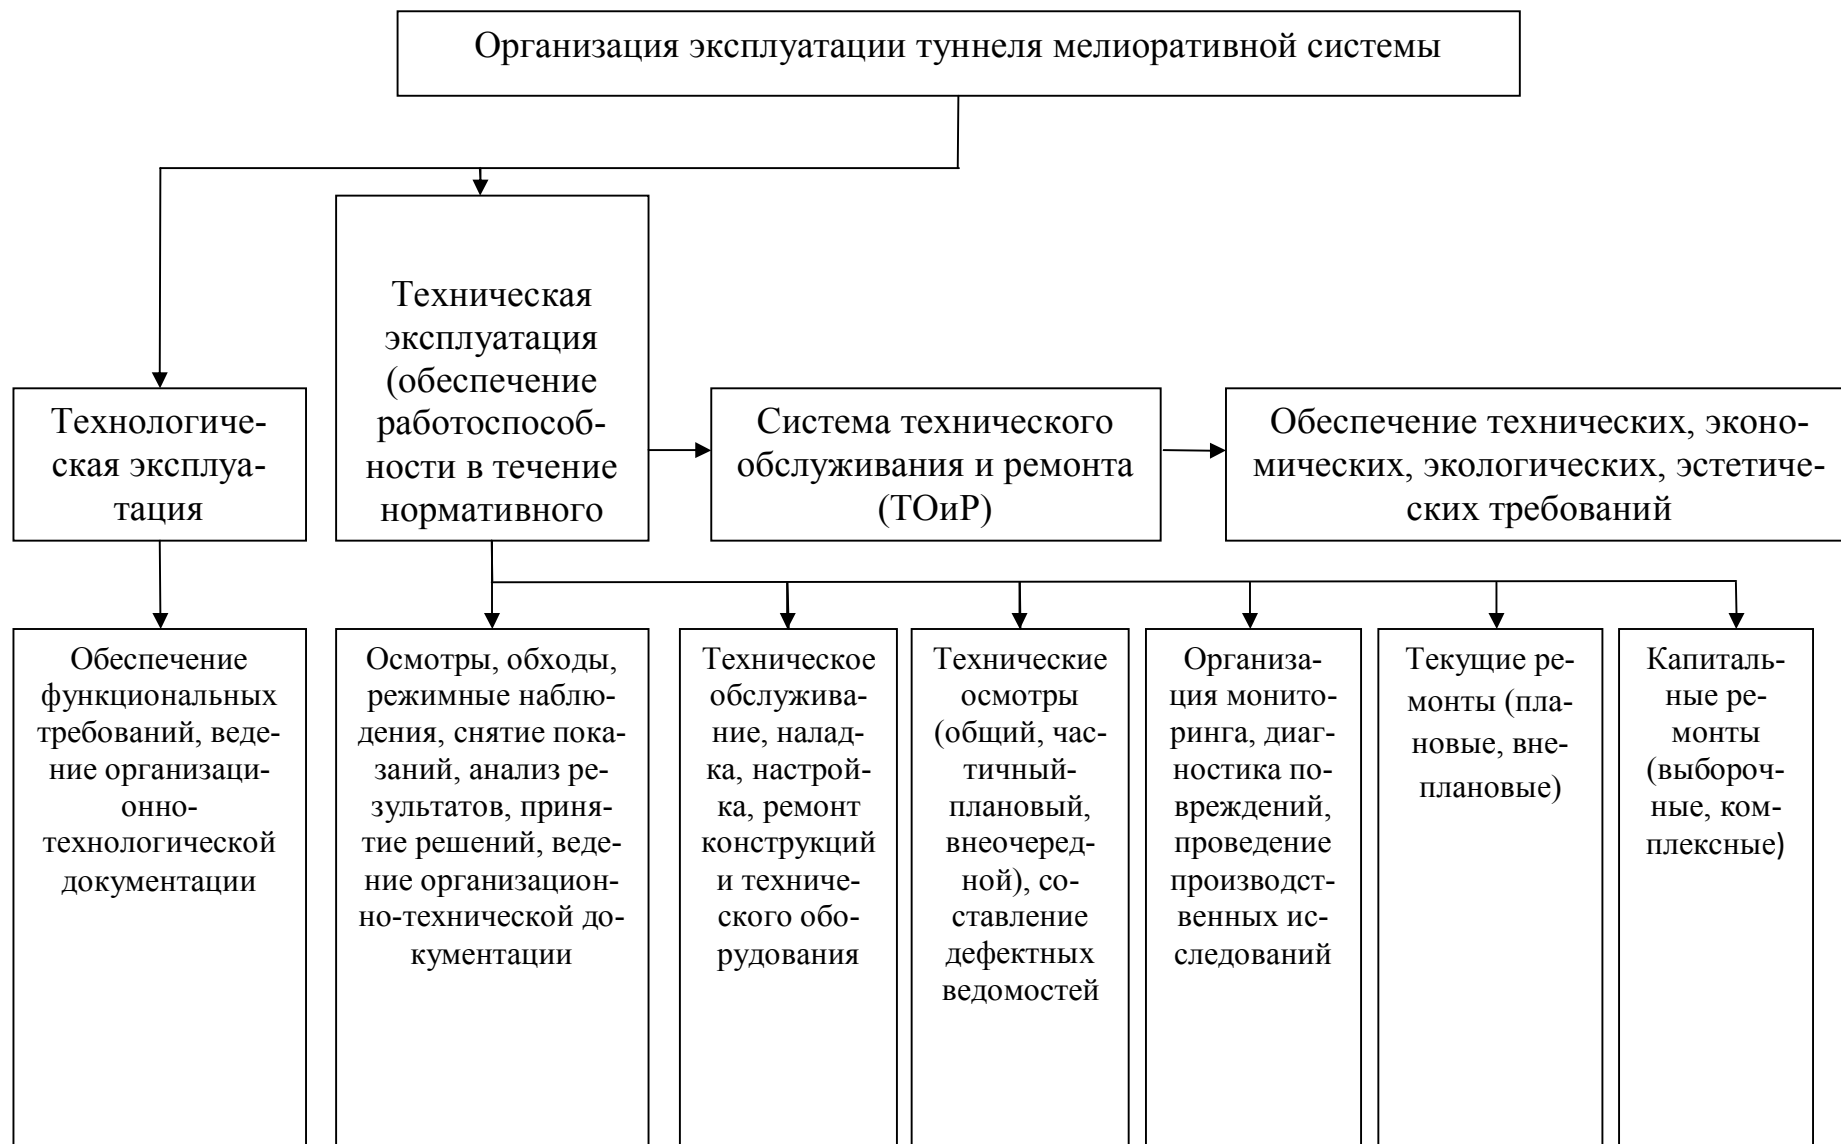 Организация эксплуатации туннеля мелиоративной системы
Техническая
эксплуатация
(обеспечение
работоспособ-
ности в течение
нормативного
Технологиче-
ская эксплуа-
тация
Система технического
обслуживания и ремонта
(ТОиР)
Обеспечение технических, эконо-
мических, экологических, эстетиче-
ских требований
Обеспечение
функциональных
требований, веде-
ние организаци-
онно-
технологической
документации
Осмотры, обходы,
режимные наблю-
дения, снятие пока-
заний, анализ ре-
зультатов, приня-
тие решений, веде-
ние организацион-
но-технической до-
кументации
Техническое
обслужива-
ние, налад-
ка, настрой-
ка, ремонт
конструкций
и техниче-
ского обо-
рудования
Технические
осмотры
(общий, час-
тичный-
плановый,
внеочеред-
ной), со-
ставление
дефектных
ведомостей
Организа-
ция монито-
ринга, диаг-
ностика по-
вреждений,
проведение
производст-
венных ис-
следований
Текущие ре-
монты (пла-
новые, вне-
плановые)
Капиталь-
ные ре-
монты
(выбороч-
ные, ком-
плексные)